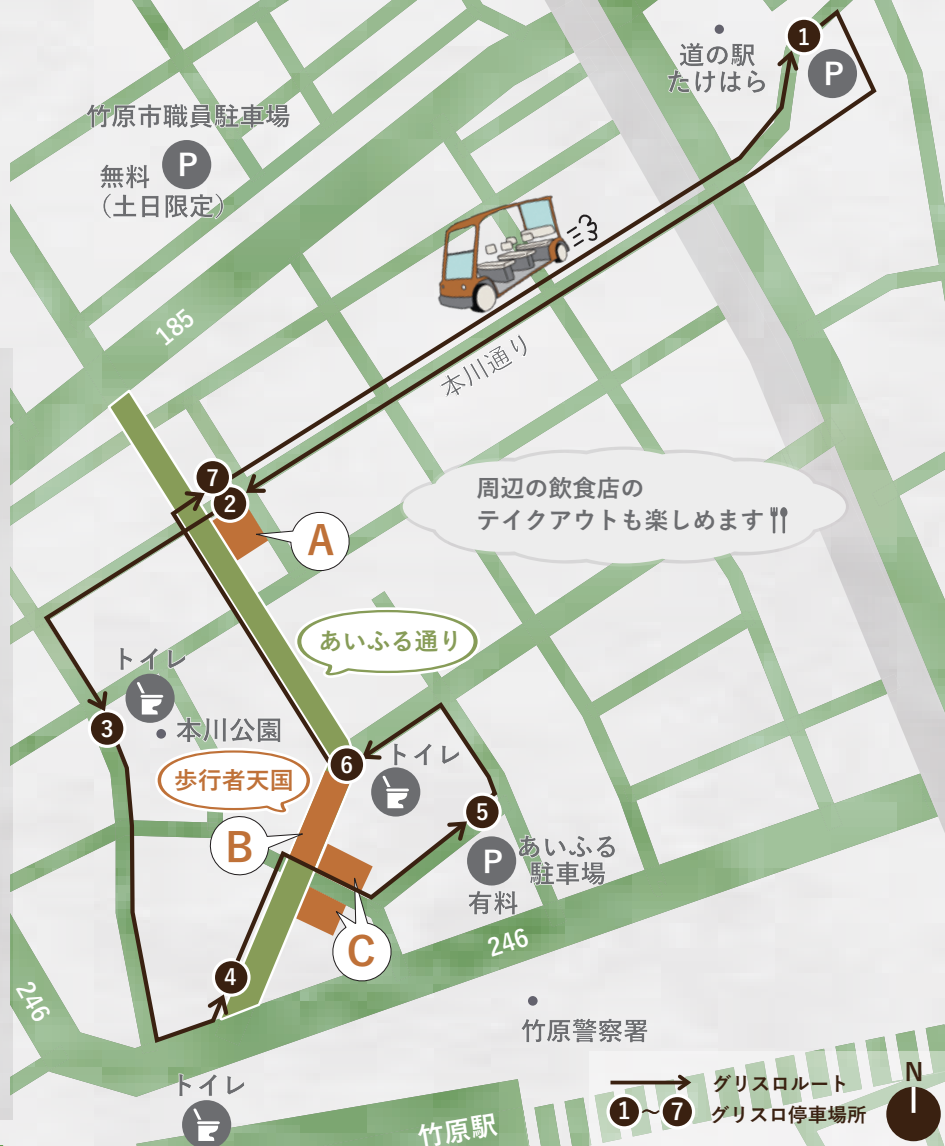 1
道の駅
たけはら
P
竹原市職員駐車場
無料
P
（土日限定）
185
本川通り
周辺の飲食店の
テイクアウトも楽しめます
7
2
A
あいふる通り
トイレ
3
本川公園
歩行者天国
6
トイレ
5
B
P
あいふる
駐車場
有料
C
4
246
246
竹原警察署
トイレ
竹原駅
グリスロルート
1～7 グリスロ停車場所
N